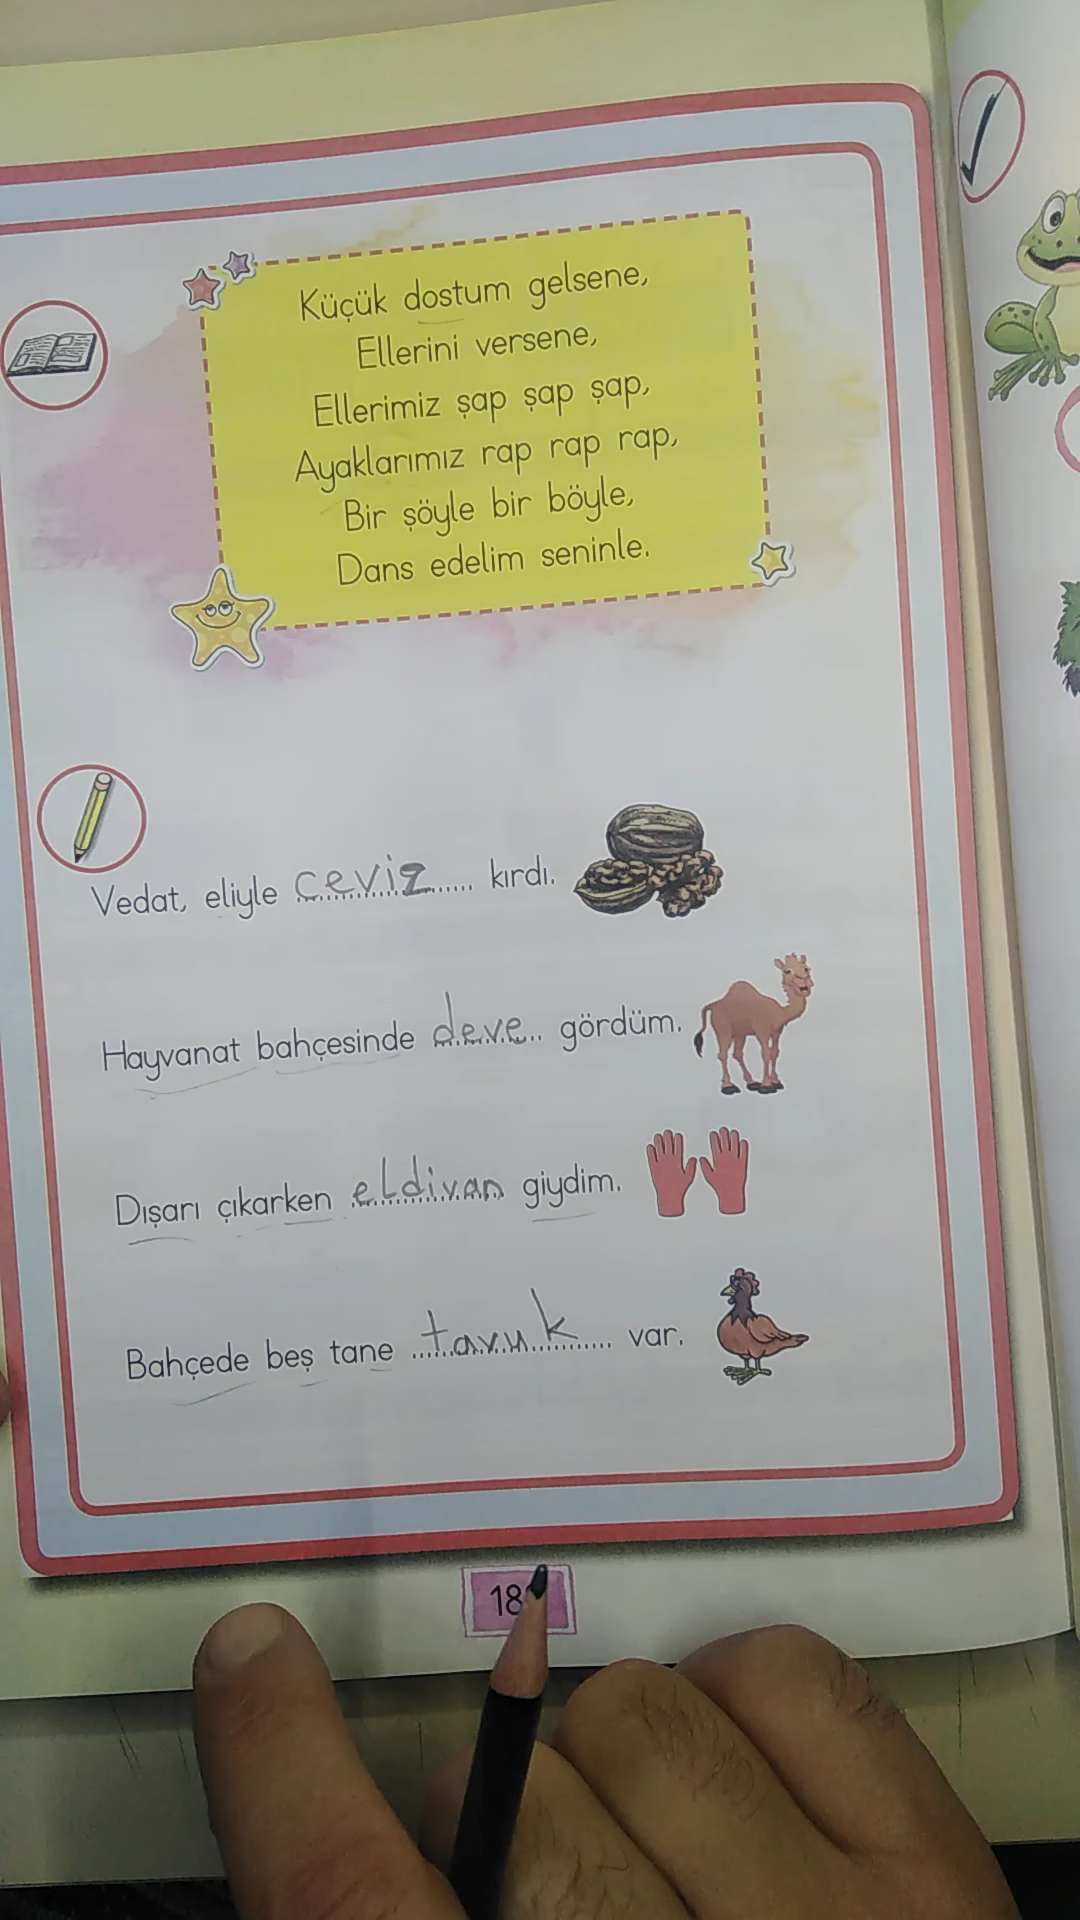 Küçük dostum gelsene,
Ellerini versene,
Ellerimiz şap şap şap,
Ayaklarımız rap rap rap,
Bir şöyle bir böyle,
Dans edelim seninle.
Vedat, eliyle ceviz kırdı.
Hayvanat bahçesinde deve gördüm.
Dışarı çıkarken eldivan giydim.
Bahçede beş tane tavuk var.